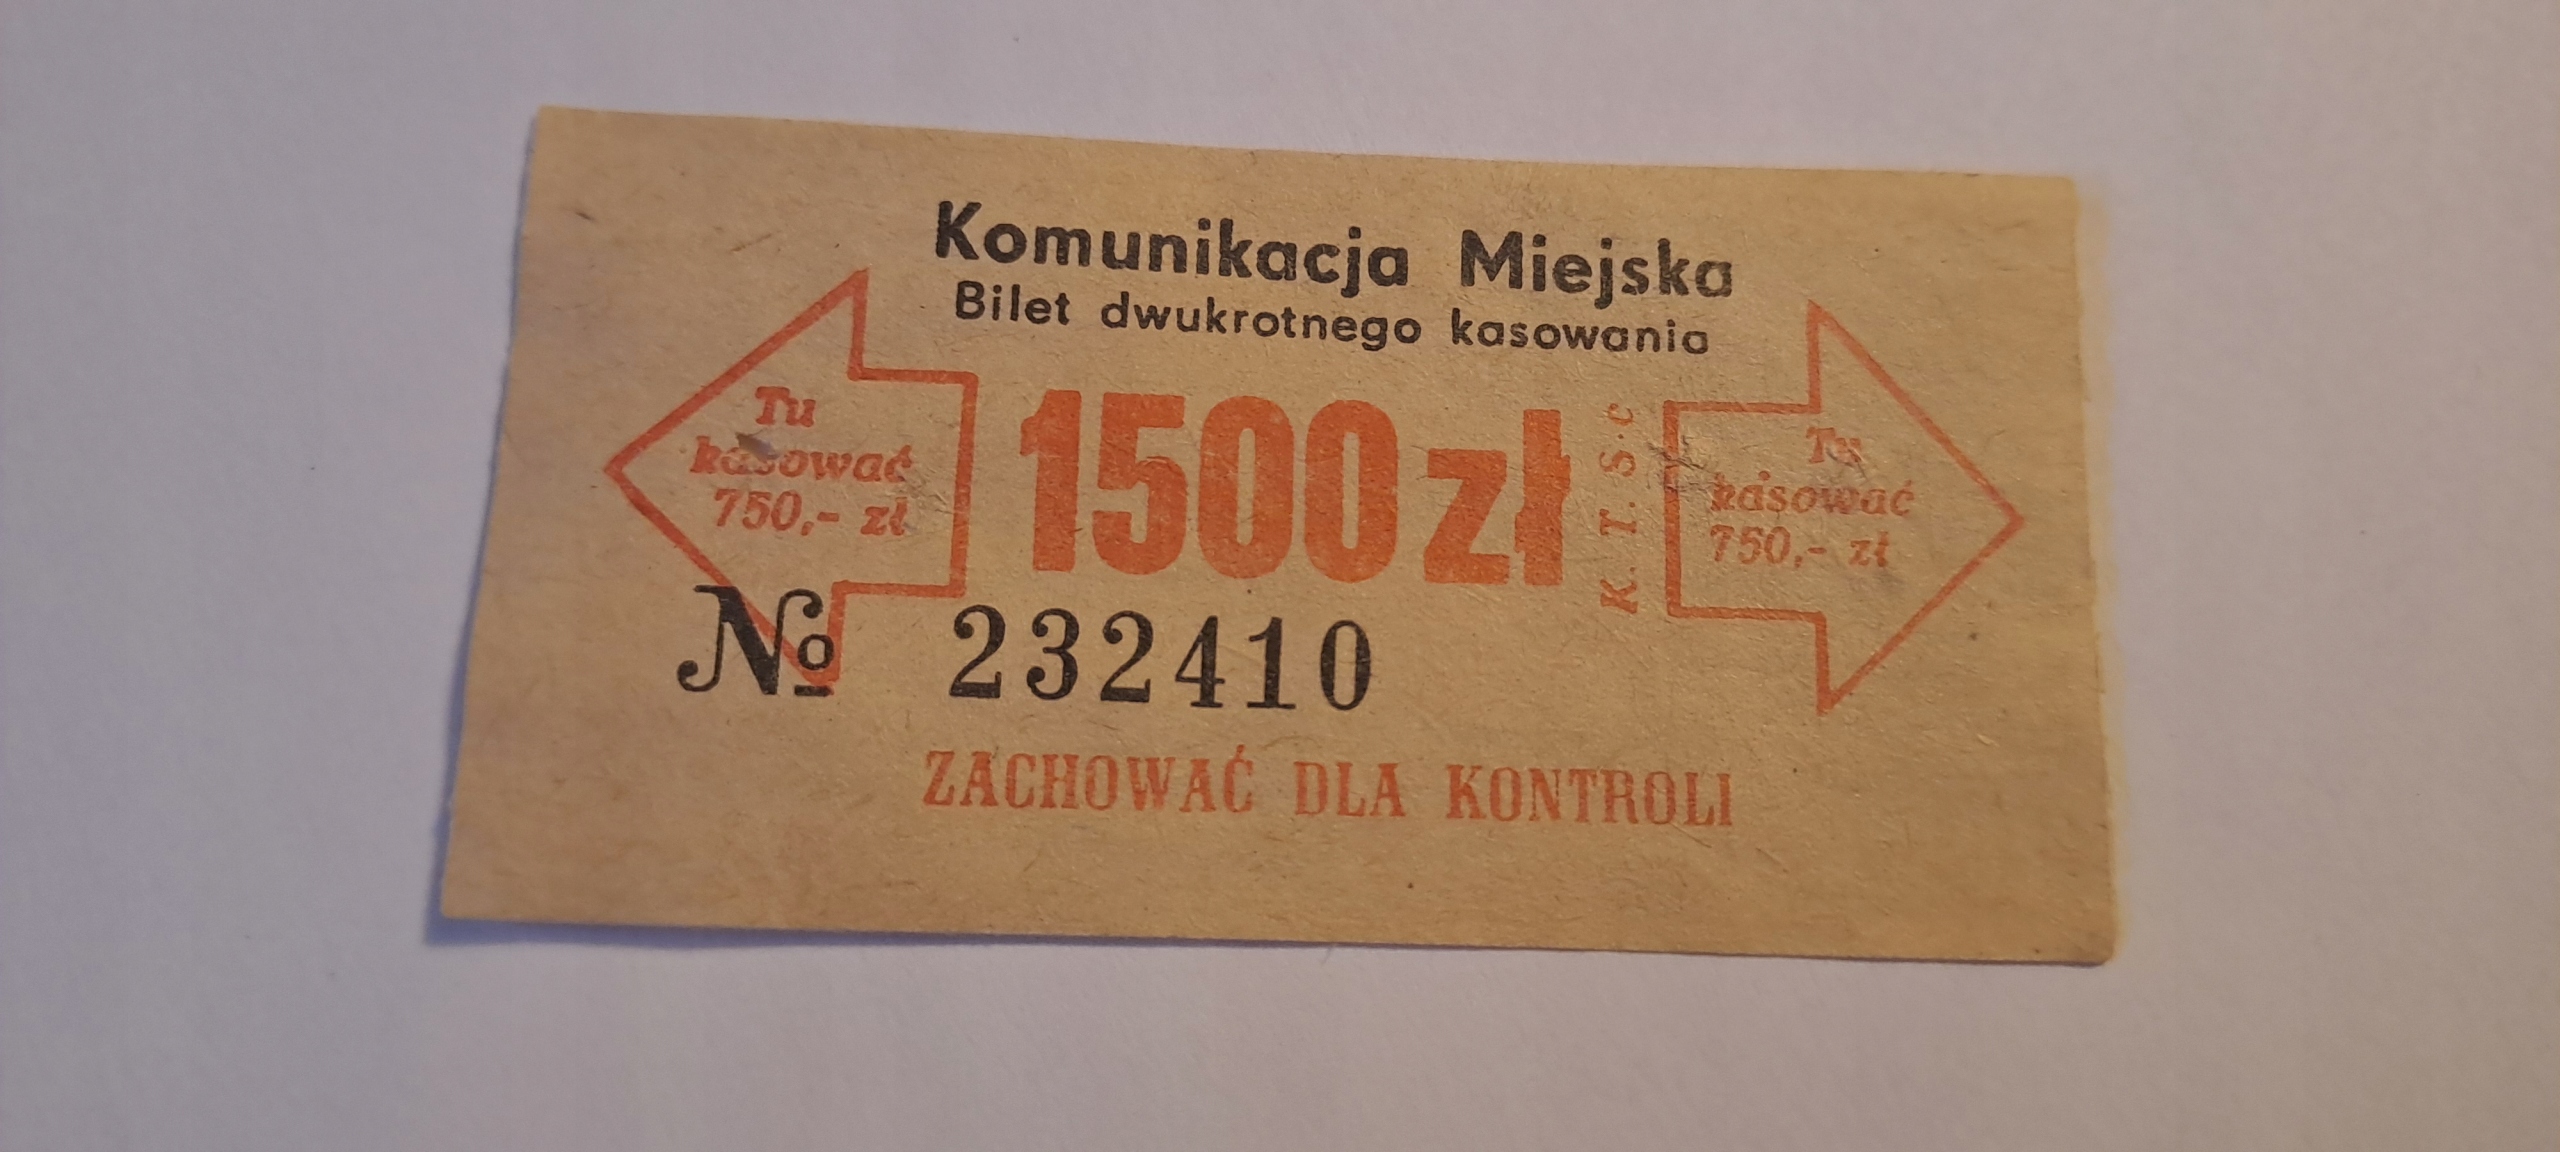 Komunikacja Miejska
Bilet dwukrotnego kasowania
Tu
kasować
750,- zł
1500 zł
K. T. S. c
Tu
kasować
750,- zł
№ 232410
ZACHOWAĆ DLA KONTROLI